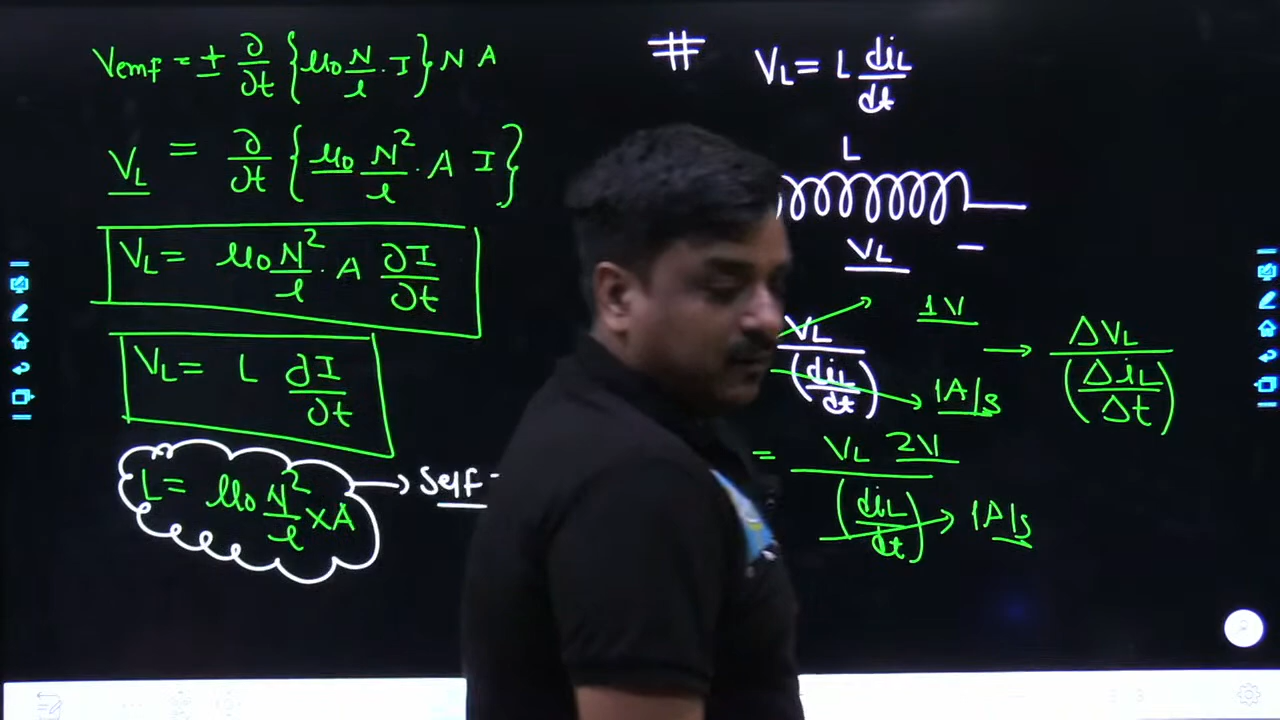 Vemf = ± ∂/∂t {μ0 N/l . I} N A
VL = ∂/∂t {μ0 N²/l . A I}
VL = μ0 N²/l . A ∂I/∂t
VL = L ∂I/∂t
L = μ0 N²/l × A → Self -
# VL = L diL/dt
L
VL −
VL/(diL/dt) 1V 1A/s → ΔVL/(ΔiL/Δt)
= VL 2V/(diL/dt) → 1A/s